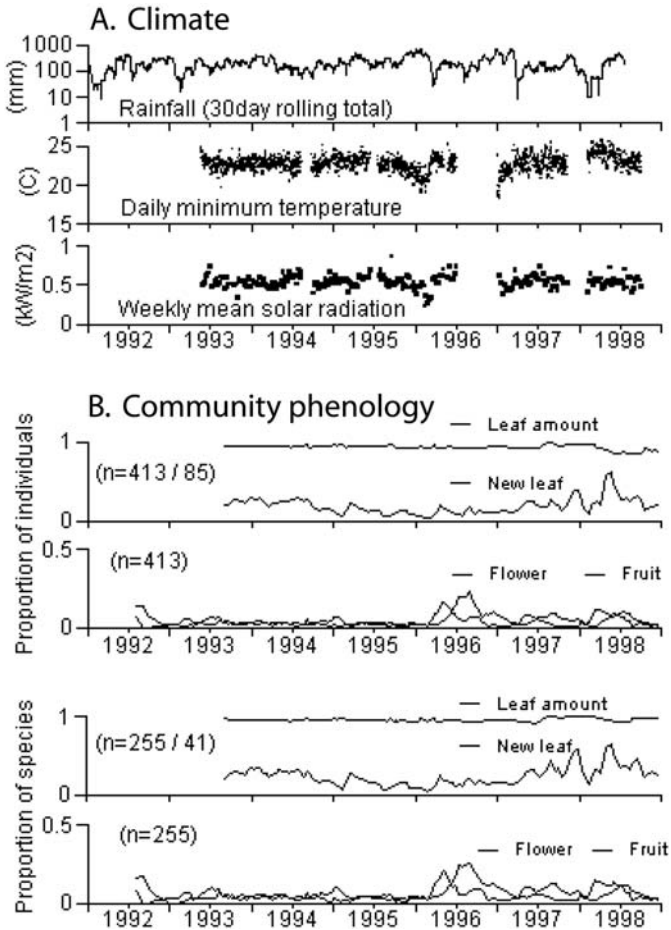 A. Climate
1000
100
10
1
(mm)
Rainfall (30day rolling total)
25
20
15
(C)
Daily minimum temperature
1
0.5
0
(kW/m2)
Weekly mean solar radiation
1992 1993 1994 1995 1996 1997 1998
B. Community phenology
Proportion of individuals
1
0
Leaf amount
(n=413 / 85)
New leaf
0.5
0
(n=413)
Flower Fruit
1992 1993 1994 1995 1996 1997 1998
Proportion of species
1
0
Leaf amount
(n=255 / 41)
New leaf
0.5
0
(n=255)
Flower Fruit
1992 1993 1994 1995 1996 1997 1998